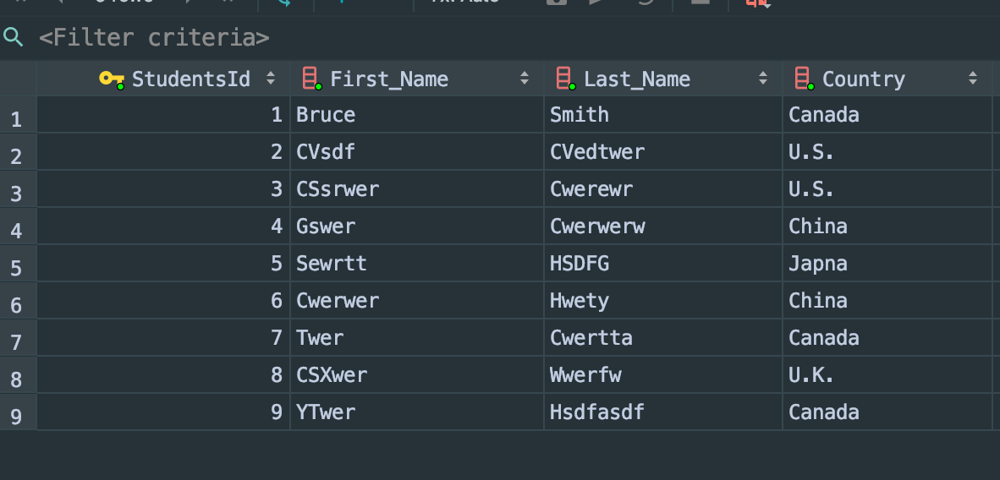 <Filter criteria>
StudentsId First_Name Last_Name Country
1 1 Bruce Smith Canada
2 2 CVsdf CVedtwer U.S.
3 3 CSsrwer Cwerewr U.S.
4 4 Gswer Cwerwerw China
5 5 Sewrtt HSDFG Japna
6 6 Cwerwer Hwety China
7 7 Twer Cwertta Canada
8 8 CSXwer Wwerfw U.K.
9 9 YTwer Hsdfasdf Canada